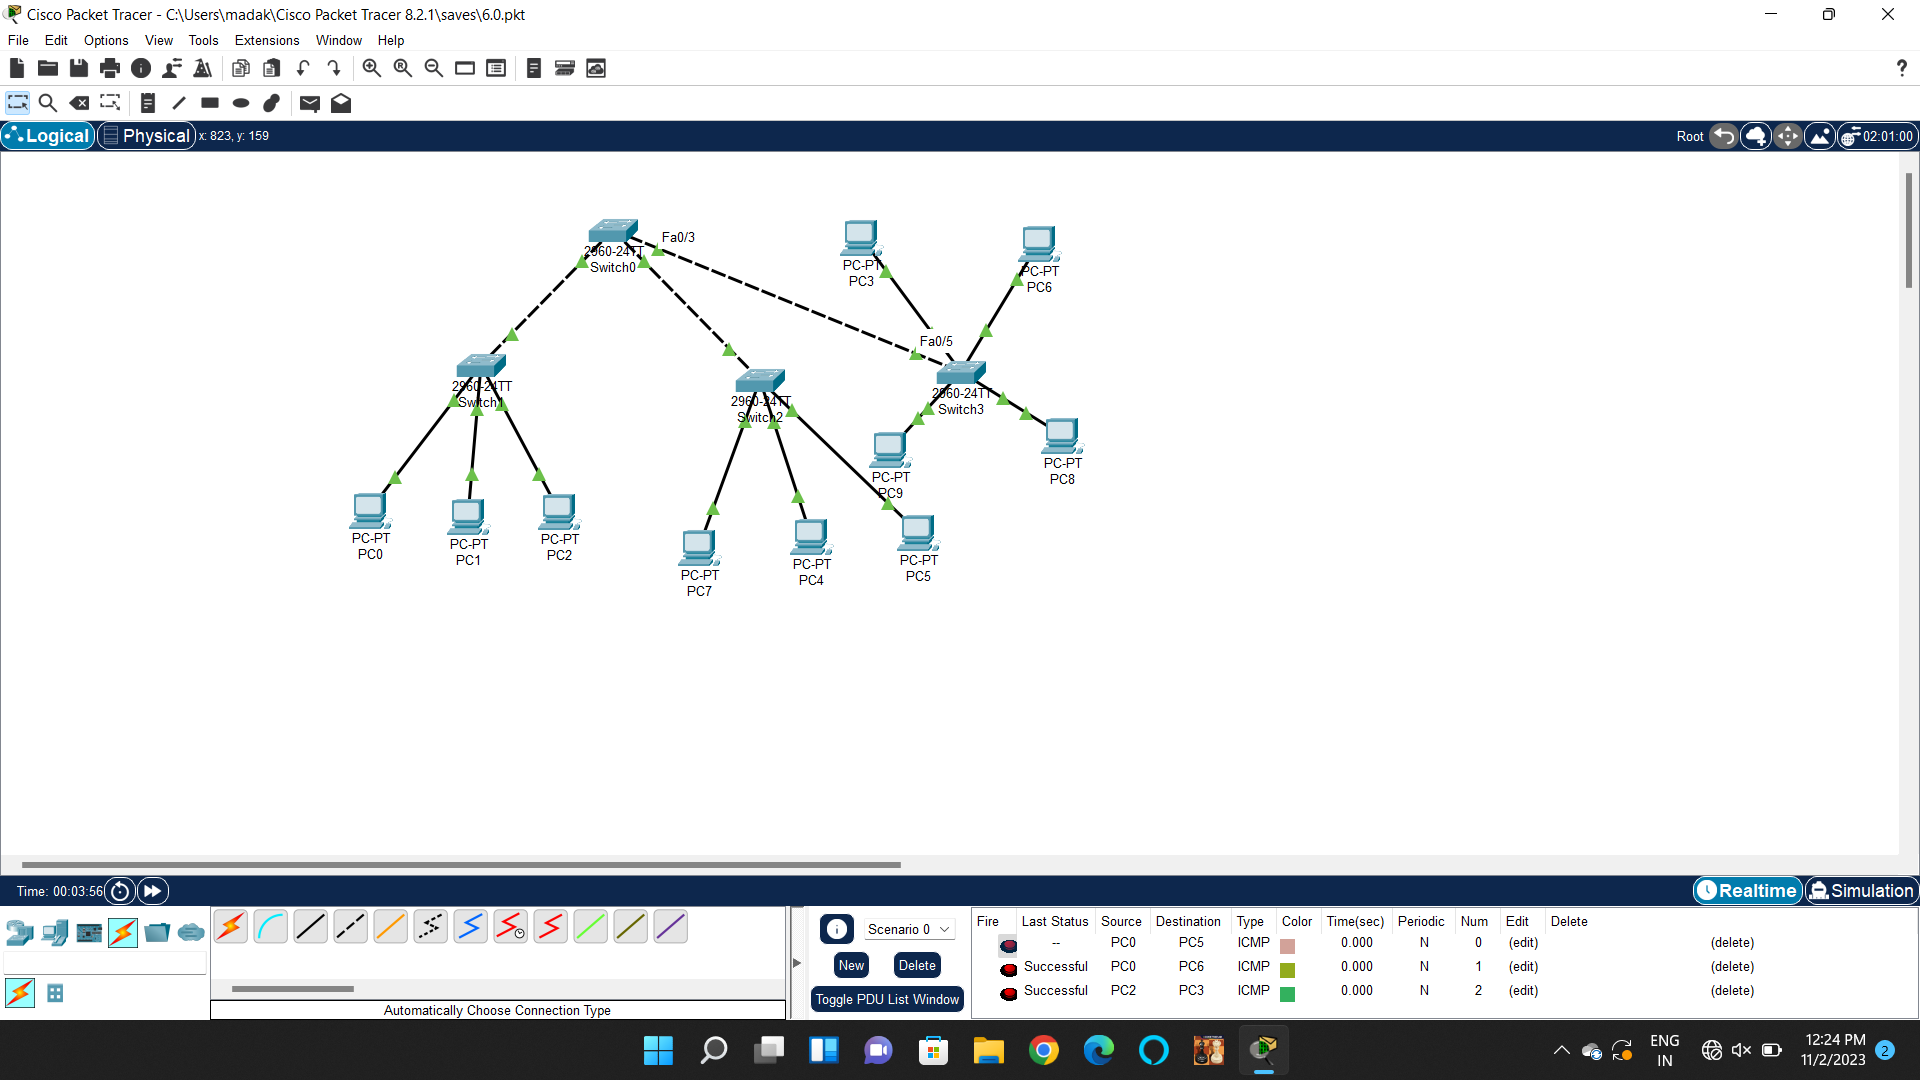 Cisco Packet Tracer - C:\Users\madak\Cisco Packet Tracer 8.2.1\saves\6.0.pkt
File Edit Options View Tools Extensions Window Help
?
Logical Physical x: 823, y: 159 Root 02:01:00
Fa0/3
2960-24TT
Switch0
PC-PT
PC3
PC-PT
PC6
Fa0/5
2960-24TT
Switch1
2960-24TT
Switch2
2960-24TT
Switch3
PC-PT
PC9
PC-PT
PC8
PC-PT
PC0
PC-PT
PC1
PC-PT
PC2
PC-PT
PC7
PC-PT
PC4
PC-PT
PC5
Time: 00:03:56 Realtime Simulation
Scenario 0
New Delete
Toggle PDU List Window
Automatically Choose Connection Type
Fire Last Status Source Destination Type Color Time(sec) Periodic Num Edit Delete
-- PC0 PC5 ICMP 0.000 N 0 (edit) (delete)
Successful PC0 PC6 ICMP 0.000 N 1 (edit) (delete)
Successful PC2 PC3 ICMP 0.000 N 2 (edit) (delete)
ENG
IN
12:24 PM
11/2/2023
2